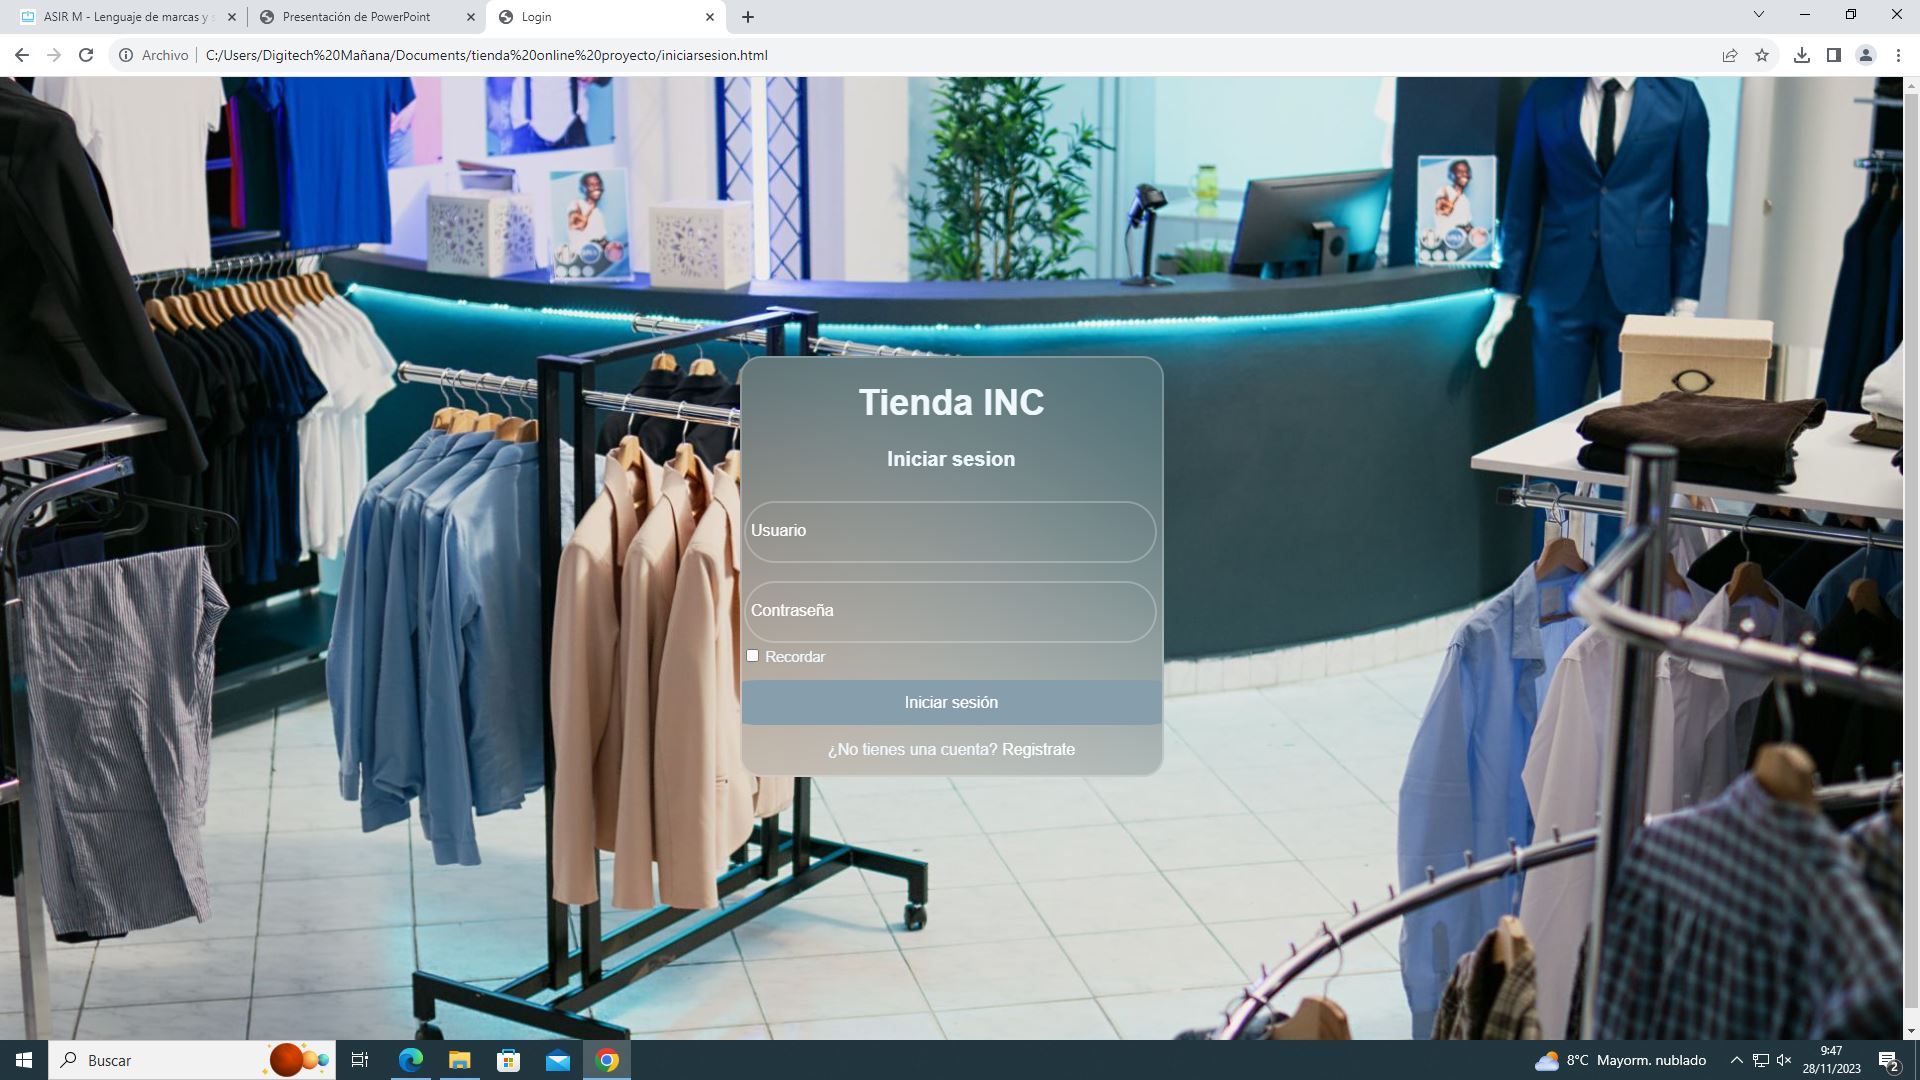 ASIR M - Lenguaje de marcas y s
Presentación de PowerPoint
Login
Archivo
C:/Users/Digitech%20Mañana/Documents/tienda%20online%20proyecto/iniciarsesion.html
Tienda INC
Iniciar sesion
Usuario
Contraseña
Recordar
Iniciar sesión
¿No tienes una cuenta? Registrate
Buscar
8°C Mayorm. nublado
9:47
28/11/2023
2